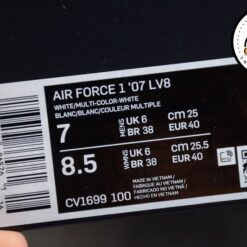 AIR FORCE 1 '07 LV8
WHITE/MULTI-COLOR-WHITE
BLANC/BLANC/COULEUR MULTIPLE
7 MENS UK 6 CM 25
BR 38 EUR 40
8.5 WMNS UK 6 CM 25.5
BR 38 EUR 40
CV1699 100
MADE IN VIETNAM /
FABRIQUE AU VIETNAM /
FABRICADO NO VIETNÃ /
HECHO EN VIETNAM